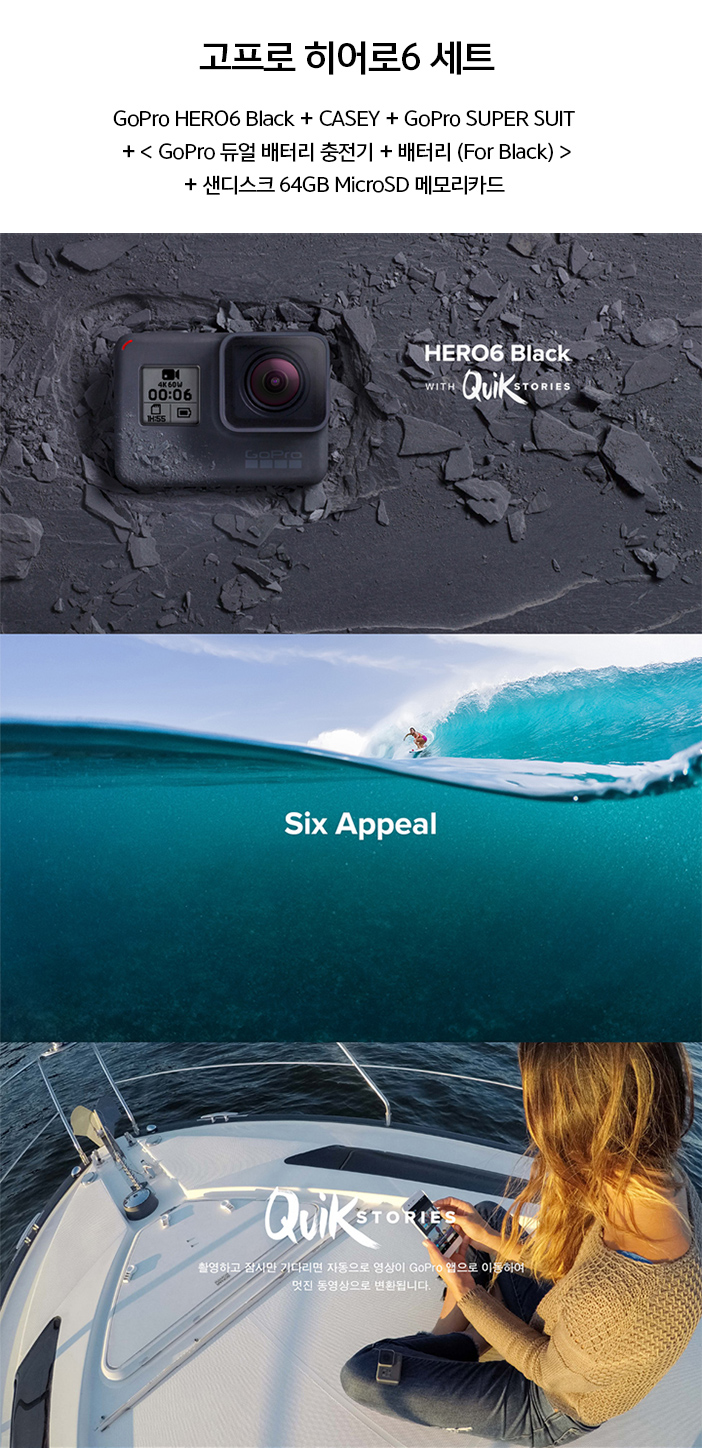 고프로 히어로6 세트
GoPro HERO6 Black + CASEY + GoPro SUPER SUIT
+ < GoPro 듀얼 배터리 충전기 + 배터리 (For Black) >
+ 샌디스크 64GB MicroSD 메모리카드
HERO6 Black
WITH Quik STORIES
4K60W
00:06
1H:55
GoPro
Six Appeal
Quik STORIES
촬영하고 잠시만 기다리면 자동으로 영상이 GoPro 앱으로 이동하여
멋진 동영상으로 변환됩니다.